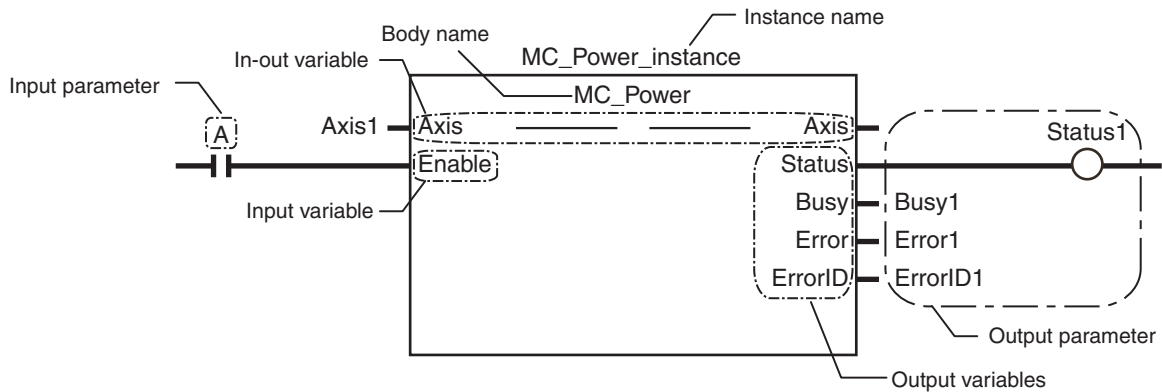 Instance name
Body name
MC_Power_instance
In-out variable
Input parameter
MC_Power
A
Axis1 Axis Axis
Status1
Enable Status
Input variable
Busy Busy1
Error Error1
ErrorID ErrorID1
Output parameter
Output variables